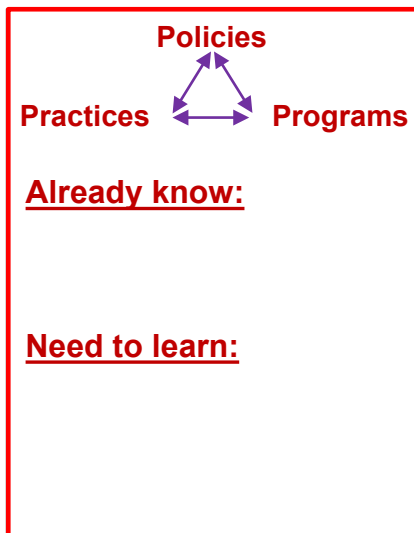 Policies
Practices Programs
Already know:
Need to learn: